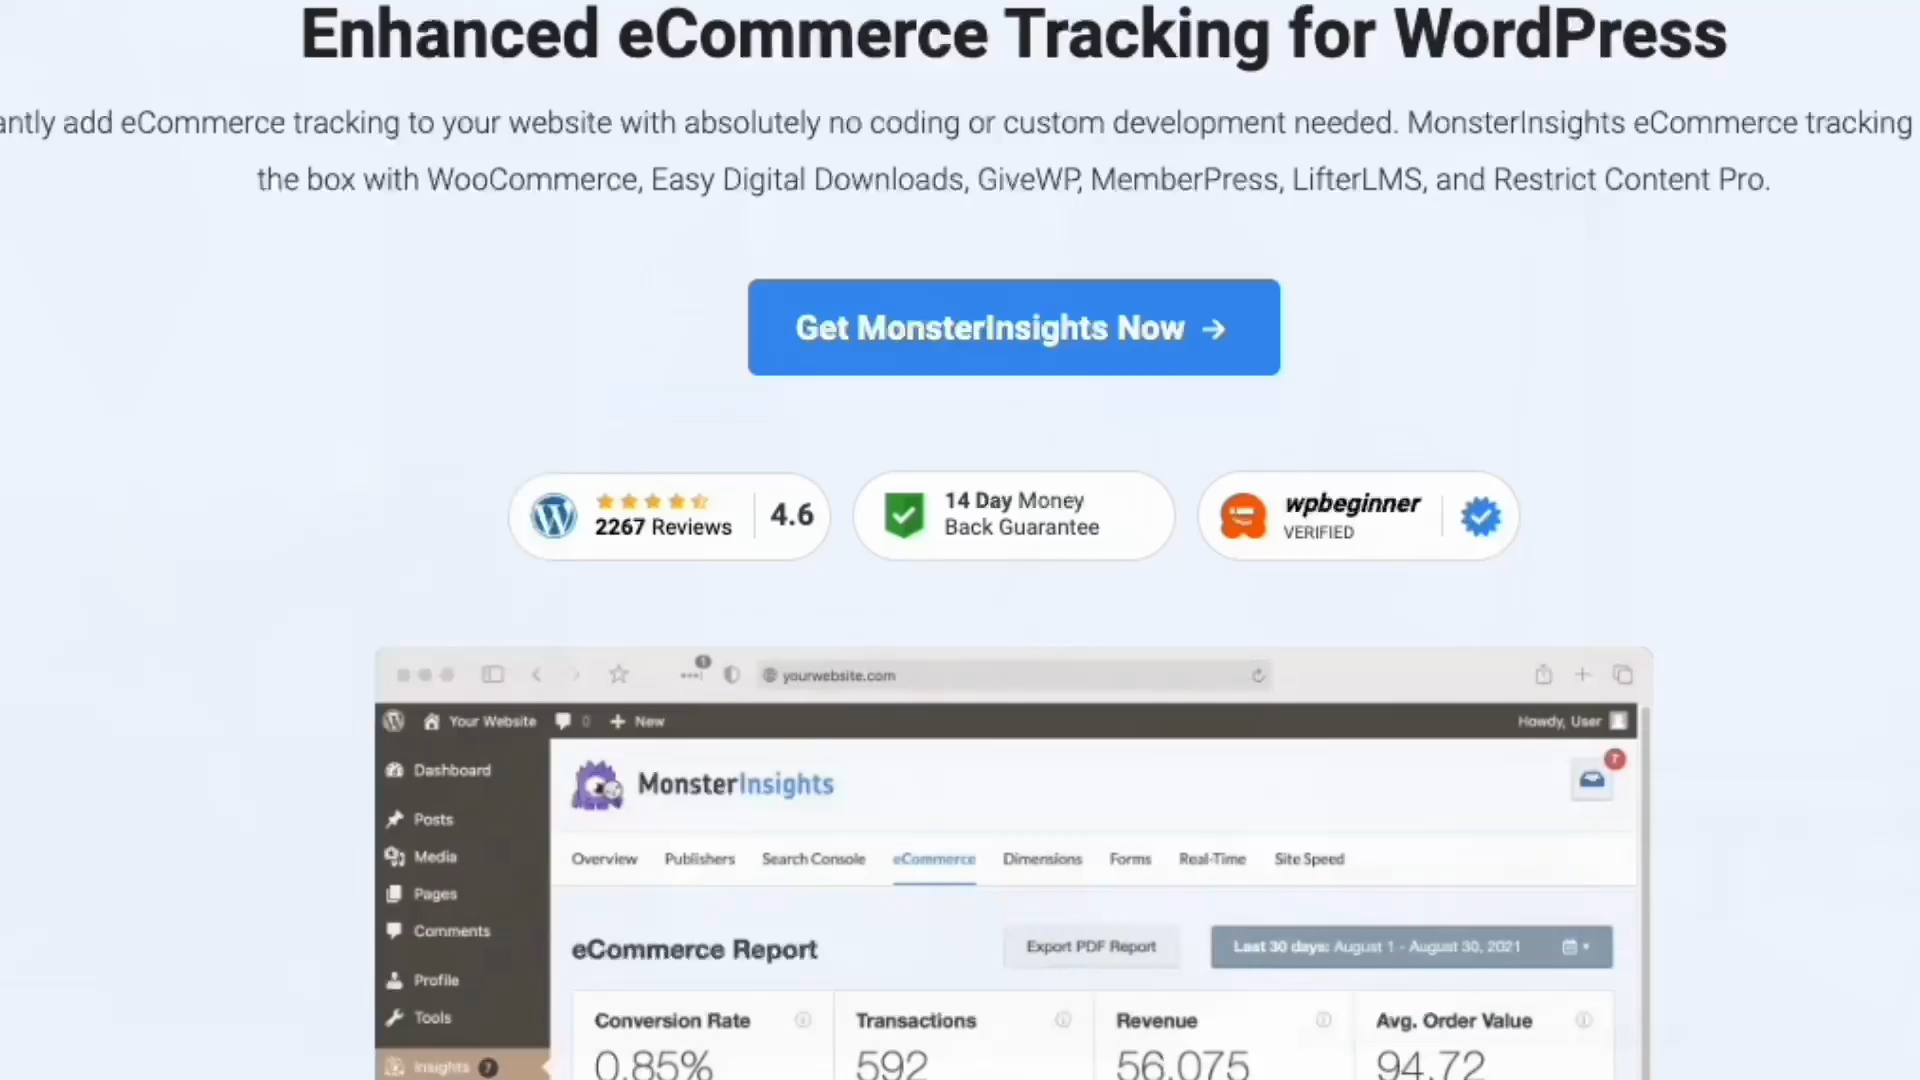 Enhanced eCommerce Tracking for WordPress
antly add eCommerce tracking to your website with absolutely no coding or custom development needed. MonsterInsights eCommerce tracking
the box with WooCommerce, Easy Digital Downloads, GiveWP, MemberPress, LifterLMS, and Restrict Content Pro.
Get MonsterInsights Now →
2267 Reviews
4.6
14 Day Money
Back Guarantee
wpbeginner
VERIFIED
1
yourwebsite.com
Your Website 0 + New
Howdy, User
Dashboard
Posts
Media
Pages
Comments
Profile
Tools
Insights 7
MonsterInsights
Overview Publishers Search Console eCommerce Dimensions Forms Real-Time Site Speed
eCommerce Report
Export PDF Report
Last 30 days: August 1 - August 30, 2021
Conversion Rate Transactions Revenue Avg. Order Value
0.85% 592 56,075 94.72